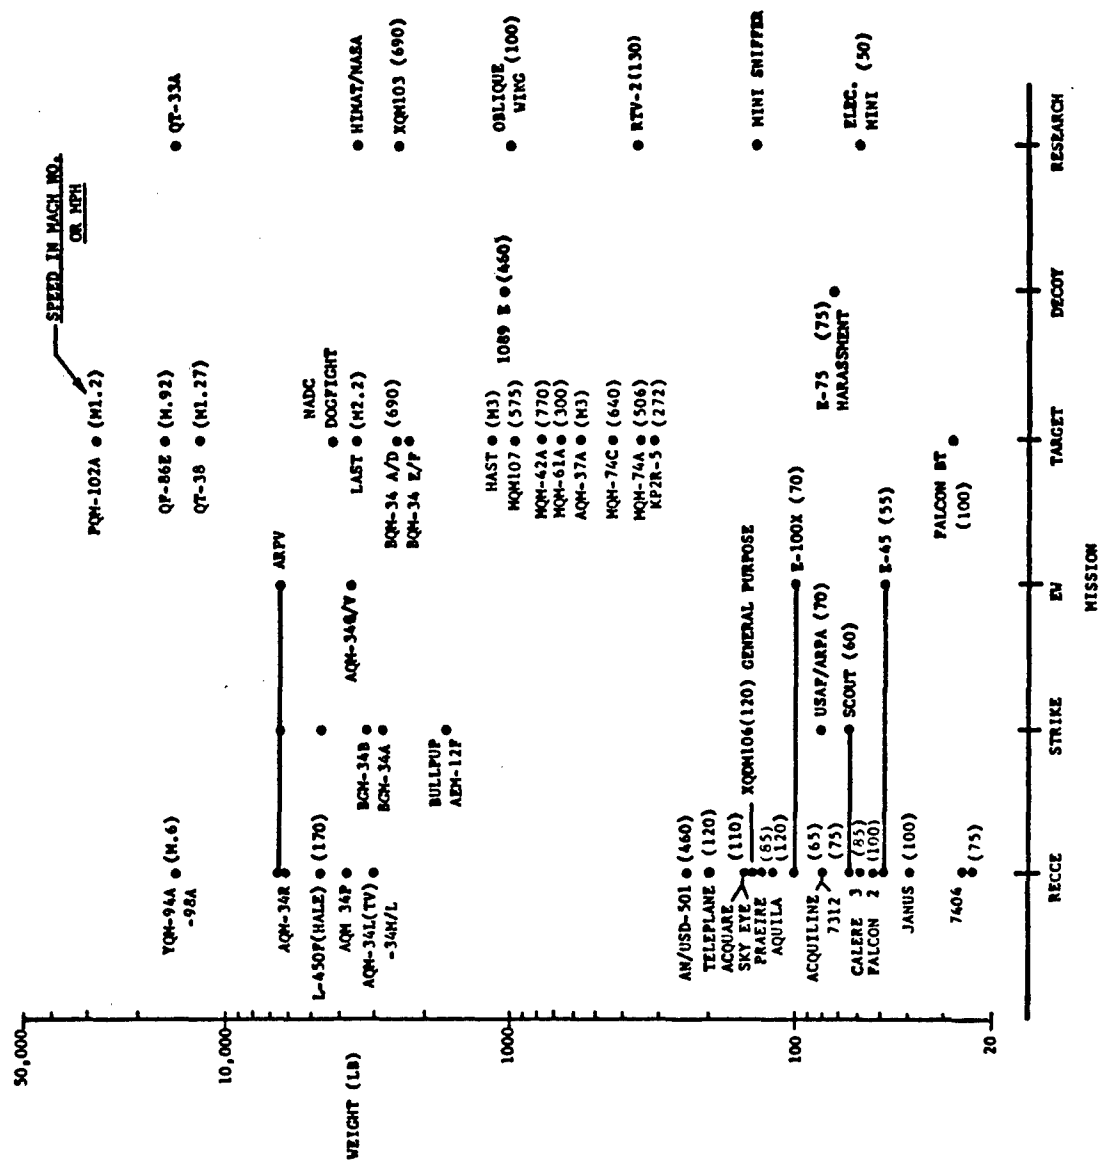 SPEED IN MACH NO.
OR MPH
50,000
10,000
1000
100
20
WEIGHT (LB)
YQM-94A (M.6)
-98A
AQM-34R
L-450F(HALE) (170)
AQM 34P
AQM-34L(TV)
-34M/L
AN/USD-501 (460)
TELEPLANE (120)
ACQUARE (110)
SKY EYE
XQDM106(120) GENERAL PURPOSE
PRAEIRE (85)
AQUILA (120)
ACQUILINE (65)
7312 (75)
CALERE 3 (85)
FALCON 2 (100)
JANUS (100)
7404 (75)
BGM-34B
BGM-34A
BULLPUP
AEM-12F
USAF/ARPA (70)
SCOUT (60)
ARPV
AQM-34G/V
E-100X (70)
E-45 (55)
PQM-102A (M1.2)
QF-86E (M.92)
QT-38 (M1.27)
NADC
DOGFIGHT
LAST (M2.2)
BQM-34 A/D (690)
BQM-34 E/F
HAST (M3)
MQM107 (575)
MQM-42A (770)
MQM-61A (300)
AQM-37A (M3)
MQM-74C (640)
MQM-74A (506)
KP2R-5 (272)
FALCON BT
(100)
1089 E (460)
E-75 (75)
HARASSMENT
QT-33A
HIMAT/NASA
XQM103 (690)
OBLIQUE
WING (100)
RTV-2(130)
MINI SNIFFER
ELEC.
MINI (50)
RECCE
STRIKE
EW
TARGET
DECOY
RESEARCH
MISSION